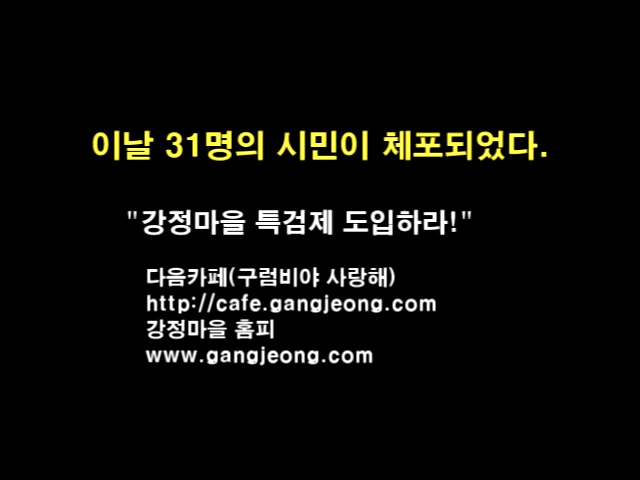 이날 31명의 시민이 체포되었다.
"강정마을 특검제 도입하라!"
다음카페(구럼비야 사랑해)
http://cafe.gangjeong.com
강정마을 홈피
www.gangjeong.com